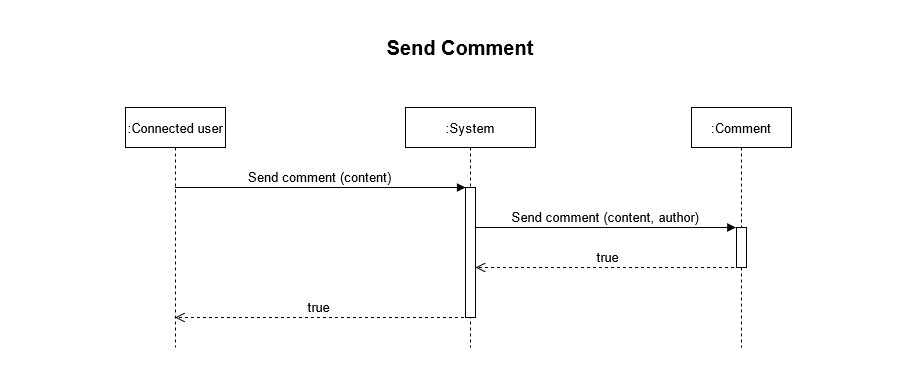 Send Comment
:Connected user
:System
:Comment
Send comment (content)
Send comment (content, author)
true
true